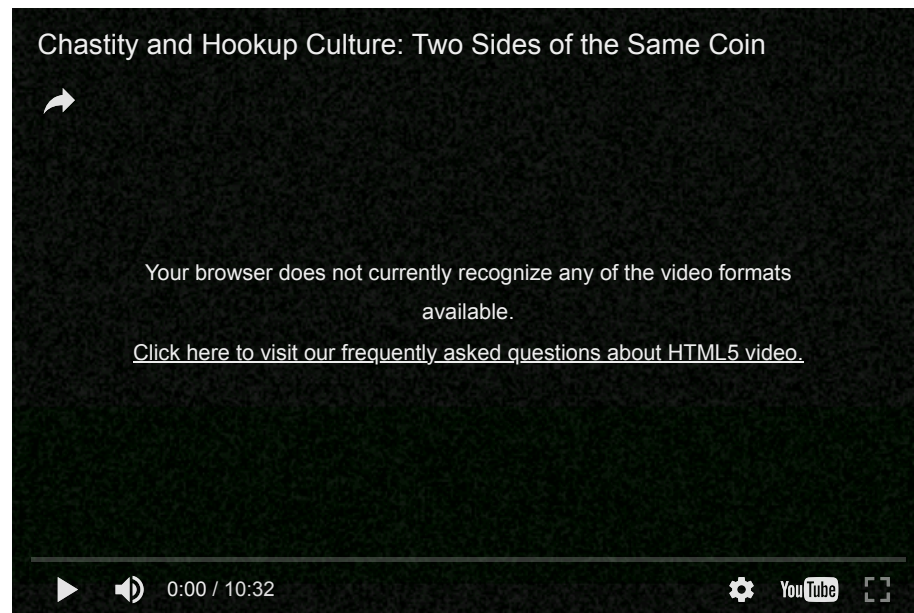 Chastity and Hookup Culture: Two Sides of the Same Coin
Your browser does not currently recognize any of the video formats
available.
Click here to visit our frequently asked questions about HTML5 video.
0:00 / 10:32
YouTube